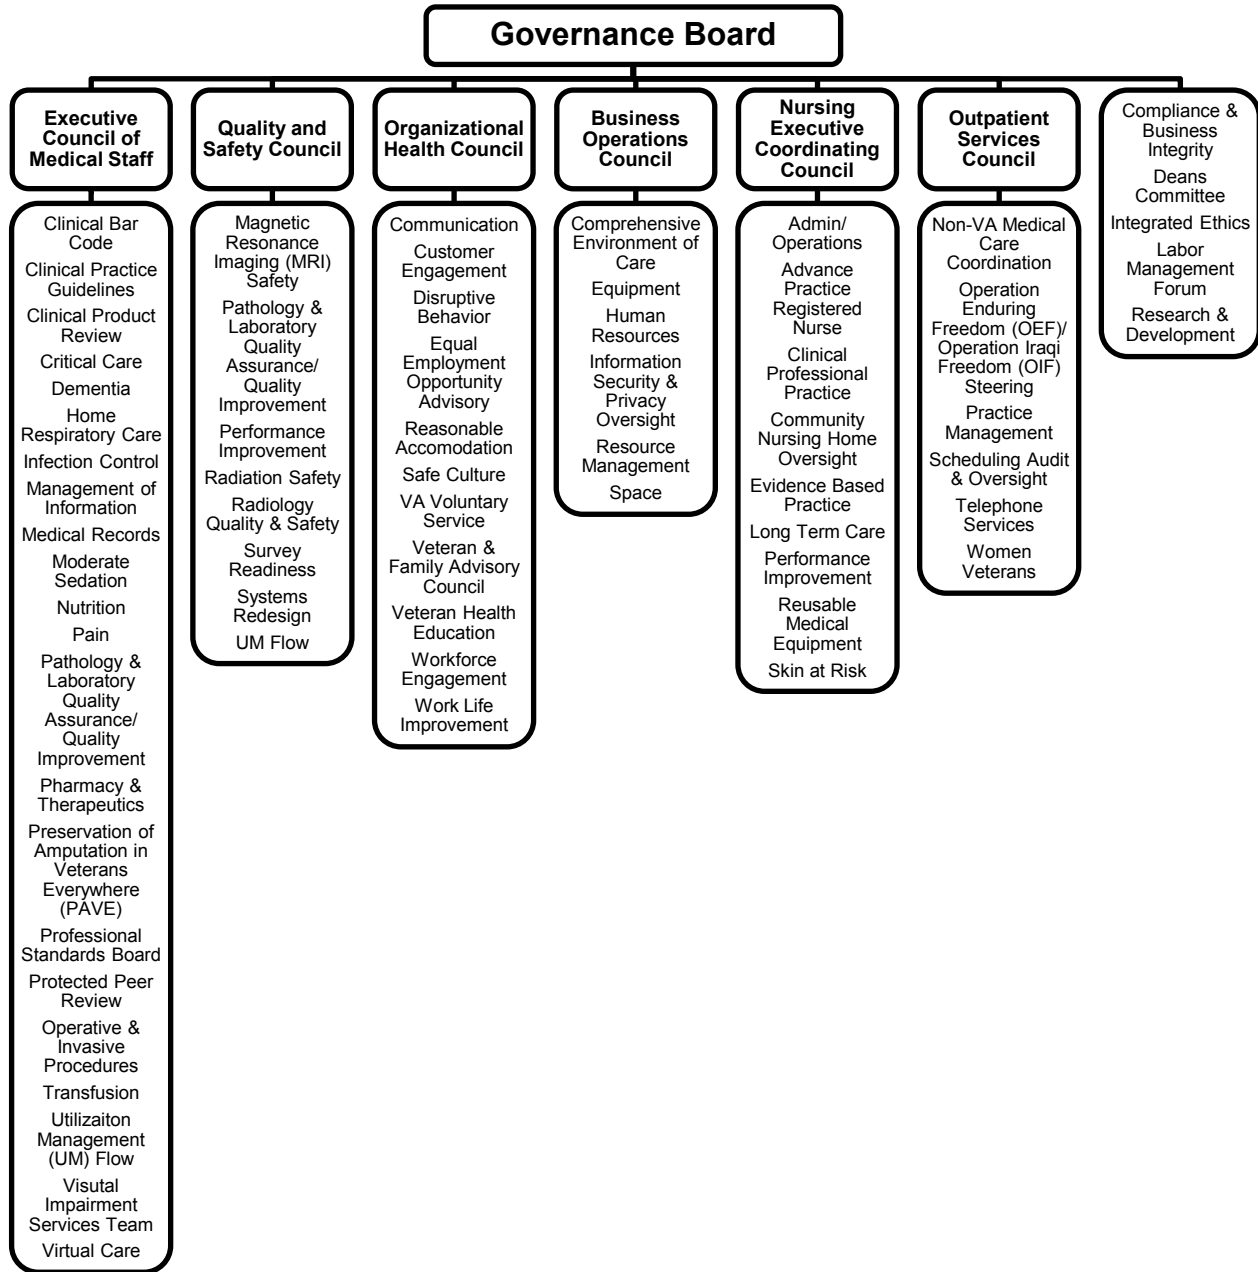 Governance Board
Executive
Council of
Medical Staff
Clinical Bar
Code
Clinical Practice
Guidelines
Clinical Product
Review
Critical Care
Dementia
Home
Respiratory Care
Infection Control
Management of
Information
Medical Records
Moderate
Sedation
Nutrition
Pain
Pathology &
Laboratory
Quality
Assurance/
Quality
Improvement
Pharmacy &
Therapeutics
Preservation of
Amputation in
Veterans
Everywhere
(PAVE)
Professional
Standards Board
Protected Peer
Review
Operative &
Invasive
Procedures
Transfusion
Utilizaiton
Management
(UM) Flow
Visutal
Impairment
Services Team
Virtual Care
Quality and
Safety Council
Magnetic
Resonance
Imaging (MRI)
Safety
Pathology &
Laboratory
Quality
Assurance/
Quality
Improvement
Performance
Improvement
Radiation Safety
Radiology
Quality & Safety
Survey
Readiness
Systems
Redesign
UM Flow
Organizational
Health Council
Communication
Customer
Engagement
Disruptive
Behavior
Equal
Employment
Opportunity
Advisory
Reasonable
Accomodation
Safe Culture
VA Voluntary
Service
Veteran &
Family Advisory
Council
Veteran Health
Education
Workforce
Engagement
Work Life
Improvement
Business
Operations
Council
Comprehensive
Environment of
Care
Equipment
Human
Resources
Information
Security &
Privacy
Oversight
Resource
Management
Space
Nursing
Executive
Coordinating
Council
Admin/
Operations
Advance
Practice
Registered
Nurse
Clinical
Professional
Practice
Community
Nursing Home
Oversight
Evidence Based
Practice
Long Term Care
Performance
Improvement
Reusable
Medical
Equipment
Skin at Risk
Outpatient
Services
Council
Non-VA Medical
Care
Coordination
Operation
Enduring
Freedom (OEF)/
Operation Iraqi
Freedom (OIF)
Steering
Practice
Management
Scheduling Audit
& Oversight
Telephone
Services
Women
Veterans
Compliance &
Business
Integrity
Deans
Committee
Integrated Ethics
Labor
Management
Forum
Research &
Development